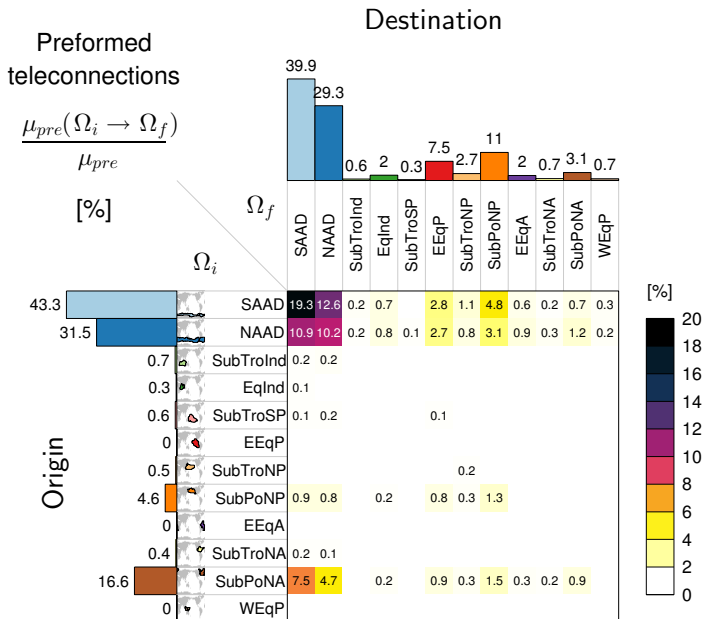 Destination
Preformed
teleconnections
μ_pre(Ω_i → Ω_f)
μ_pre
[%]
39.9 29.3 0.6 2 0.3 7.5 2.7 11 2 0.7 3.1 0.7
Ω_f
SAAD NAAD SubTroInd EqInd SubTroSP EEqP SubTroNP SubPoNP EEqA SubTroNA SubPoNA WEqP
Ω_i
Origin
43.3 SAAD 19.3 12.6 0.2 0.7 2.8 1.1 4.8 0.6 0.2 0.7 0.3
31.5 NAAD 10.9 10.2 0.2 0.8 0.1 2.7 0.8 3.1 0.9 0.3 1.2 0.2
0.7 SubTroInd 0.2 0.2
0.3 EqInd 0.1
0.6 SubTroSP 0.1 0.2 0.1
0 EEqP
0.5 SubTroNP 0.2
4.6 SubPoNP 0.9 0.8 0.2 0.8 0.3 1.3
0 EEqA
0.4 SubTroNA 0.2 0.1
16.6 SubPoNA 7.5 4.7 0.2 0.9 0.3 1.5 0.3 0.2 0.9
0 WEqP
[%]
20
18
16
14
12
10
8
6
4
2
0